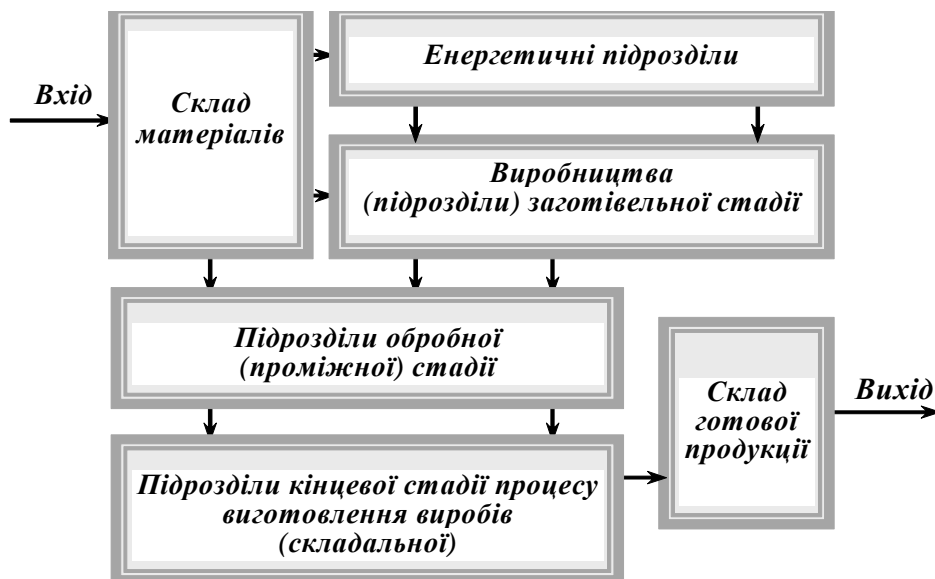 Вхід
Склад
матеріалів
Енергетичні підрозділи
Виробництва
(підрозділи) заготівельної стадії
Підрозділи обробної
(проміжної) стадії
Підрозділи кінцевої стадії процесу
виготовлення виробів
(складальної)
Склад
готової
продукції
Вихід